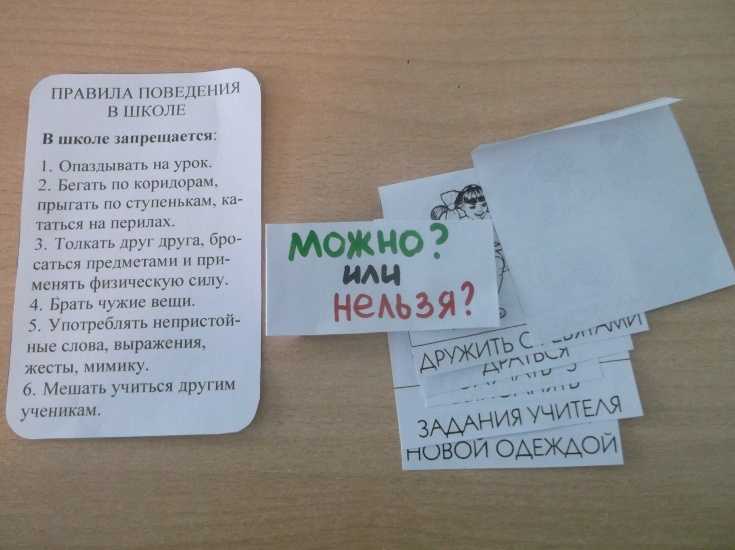 ПРАВИЛА ПОВЕДЕНИЯ
В ШКОЛЕ
В школе запрещается:
1. Опаздывать на урок.
2. Бегать по коридорам,
прыгать по ступенькам, ка-
таться на перилах.
3. Толкать друг друга, бро-
саться предметами и при-
менять физическую силу.
4. Брать чужие вещи.
5. Употреблять непристой-
ные слова, выражения,
жесты, мимику.
6. Мешать учиться другим
ученикам.
МОЖНО?
ИЛИ
НЕЛЬЗЯ?
ДРУЖИТЬ С РЕБЯТАМИ
ДРАТЬСЯ
ЗАДАНИЯ УЧИТЕЛЯ
НОВОЙ ОДЕЖДОЙ